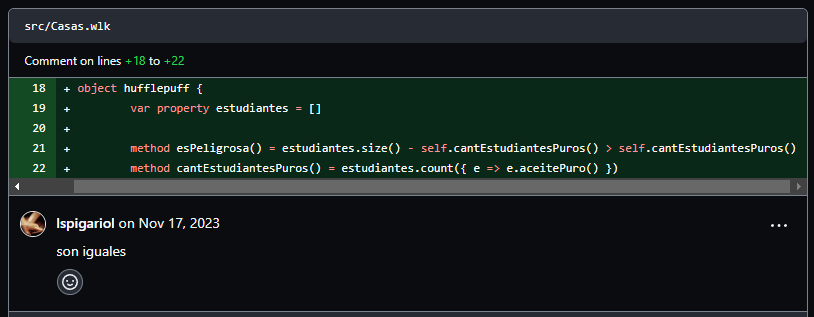 src/Casas.wlk
Comment on lines +18 to +22
18 + object hufflepuff {
19 + var property estudiantes = []
20 +
21 + method esPeligrosa() = estudiantes.size() - self.cantEstudiantesPuros() > self.cantEstudiantesPuros()
22 + method cantEstudiantesPuros() = estudiantes.count({ e => e.aceitePuro() })
lspigariol on Nov 17, 2023
son iguales